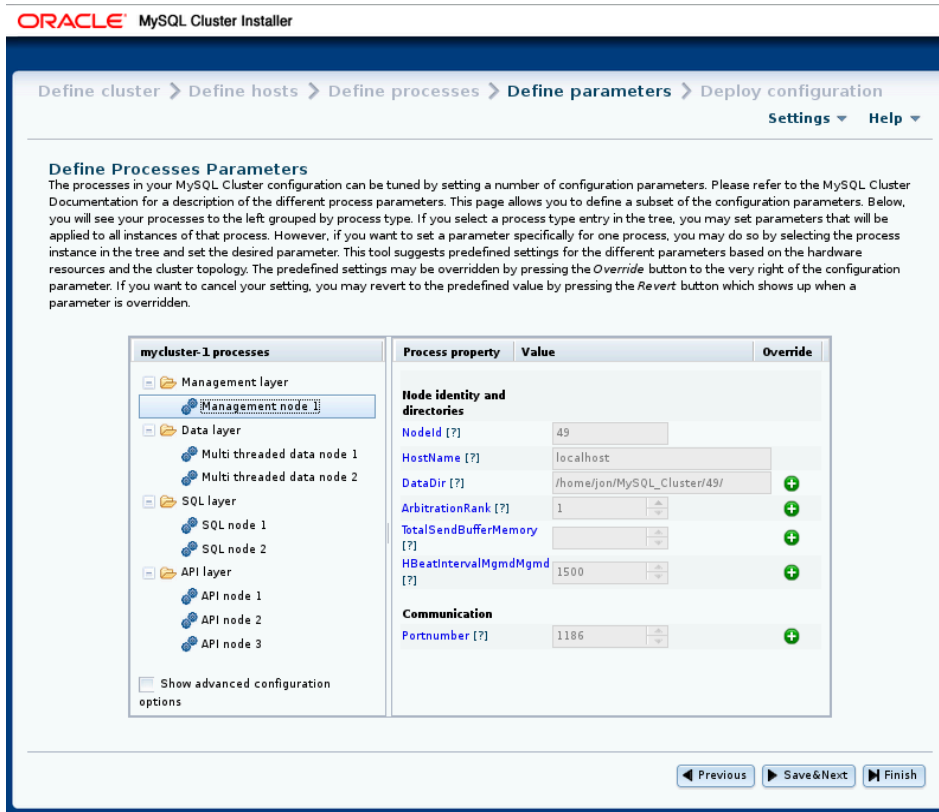 ORACLE® MySQL Cluster Installer
Define cluster > Define hosts > Define processes > Define parameters > Deploy configuration
Settings Help
Define Processes Parameters
The processes in your MySQL Cluster configuration can be tuned by setting a number of configuration parameters. Please refer to the MySQL Cluster
Documentation for a description of the different process parameters. This page allows you to define a subset of the configuration parameters. Below,
you will see your processes to the left grouped by process type. If you select a process type entry in the tree, you may set parameters that will be
applied to all instances of that process. However, if you want to set a parameter specifically for one process, you may do so by selecting the process
instance in the tree and set the desired parameter. This tool suggests predefined settings for the different parameters based on the hardware
resources and the cluster topology. The predefined settings may be overridden by pressing the Override button to the very right of the configuration
parameter. If you want to cancel your setting, you may revert to the predefined value by pressing the Revert button which shows up when a
parameter is overridden.
mycluster-1 processes
Management layer
Management node 1
Data layer
Multi threaded data node 1
Multi threaded data node 2
SQL layer
SQL node 1
SQL node 2
API layer
API node 1
API node 2
API node 3
Show advanced configuration
options
Process property Value Override
Node identity and
directories
NodeId [?] 49
HostName [?] localhost
DataDir [?] /home/jon/MySQL_Cluster/49/
ArbitrationRank [?] 1
TotalSendBufferMemory
[?]
HBeatIntervalMgmdMgmd
[?] 1500
Communication
Portnumber [?] 1186
Previous Save&Next Finish